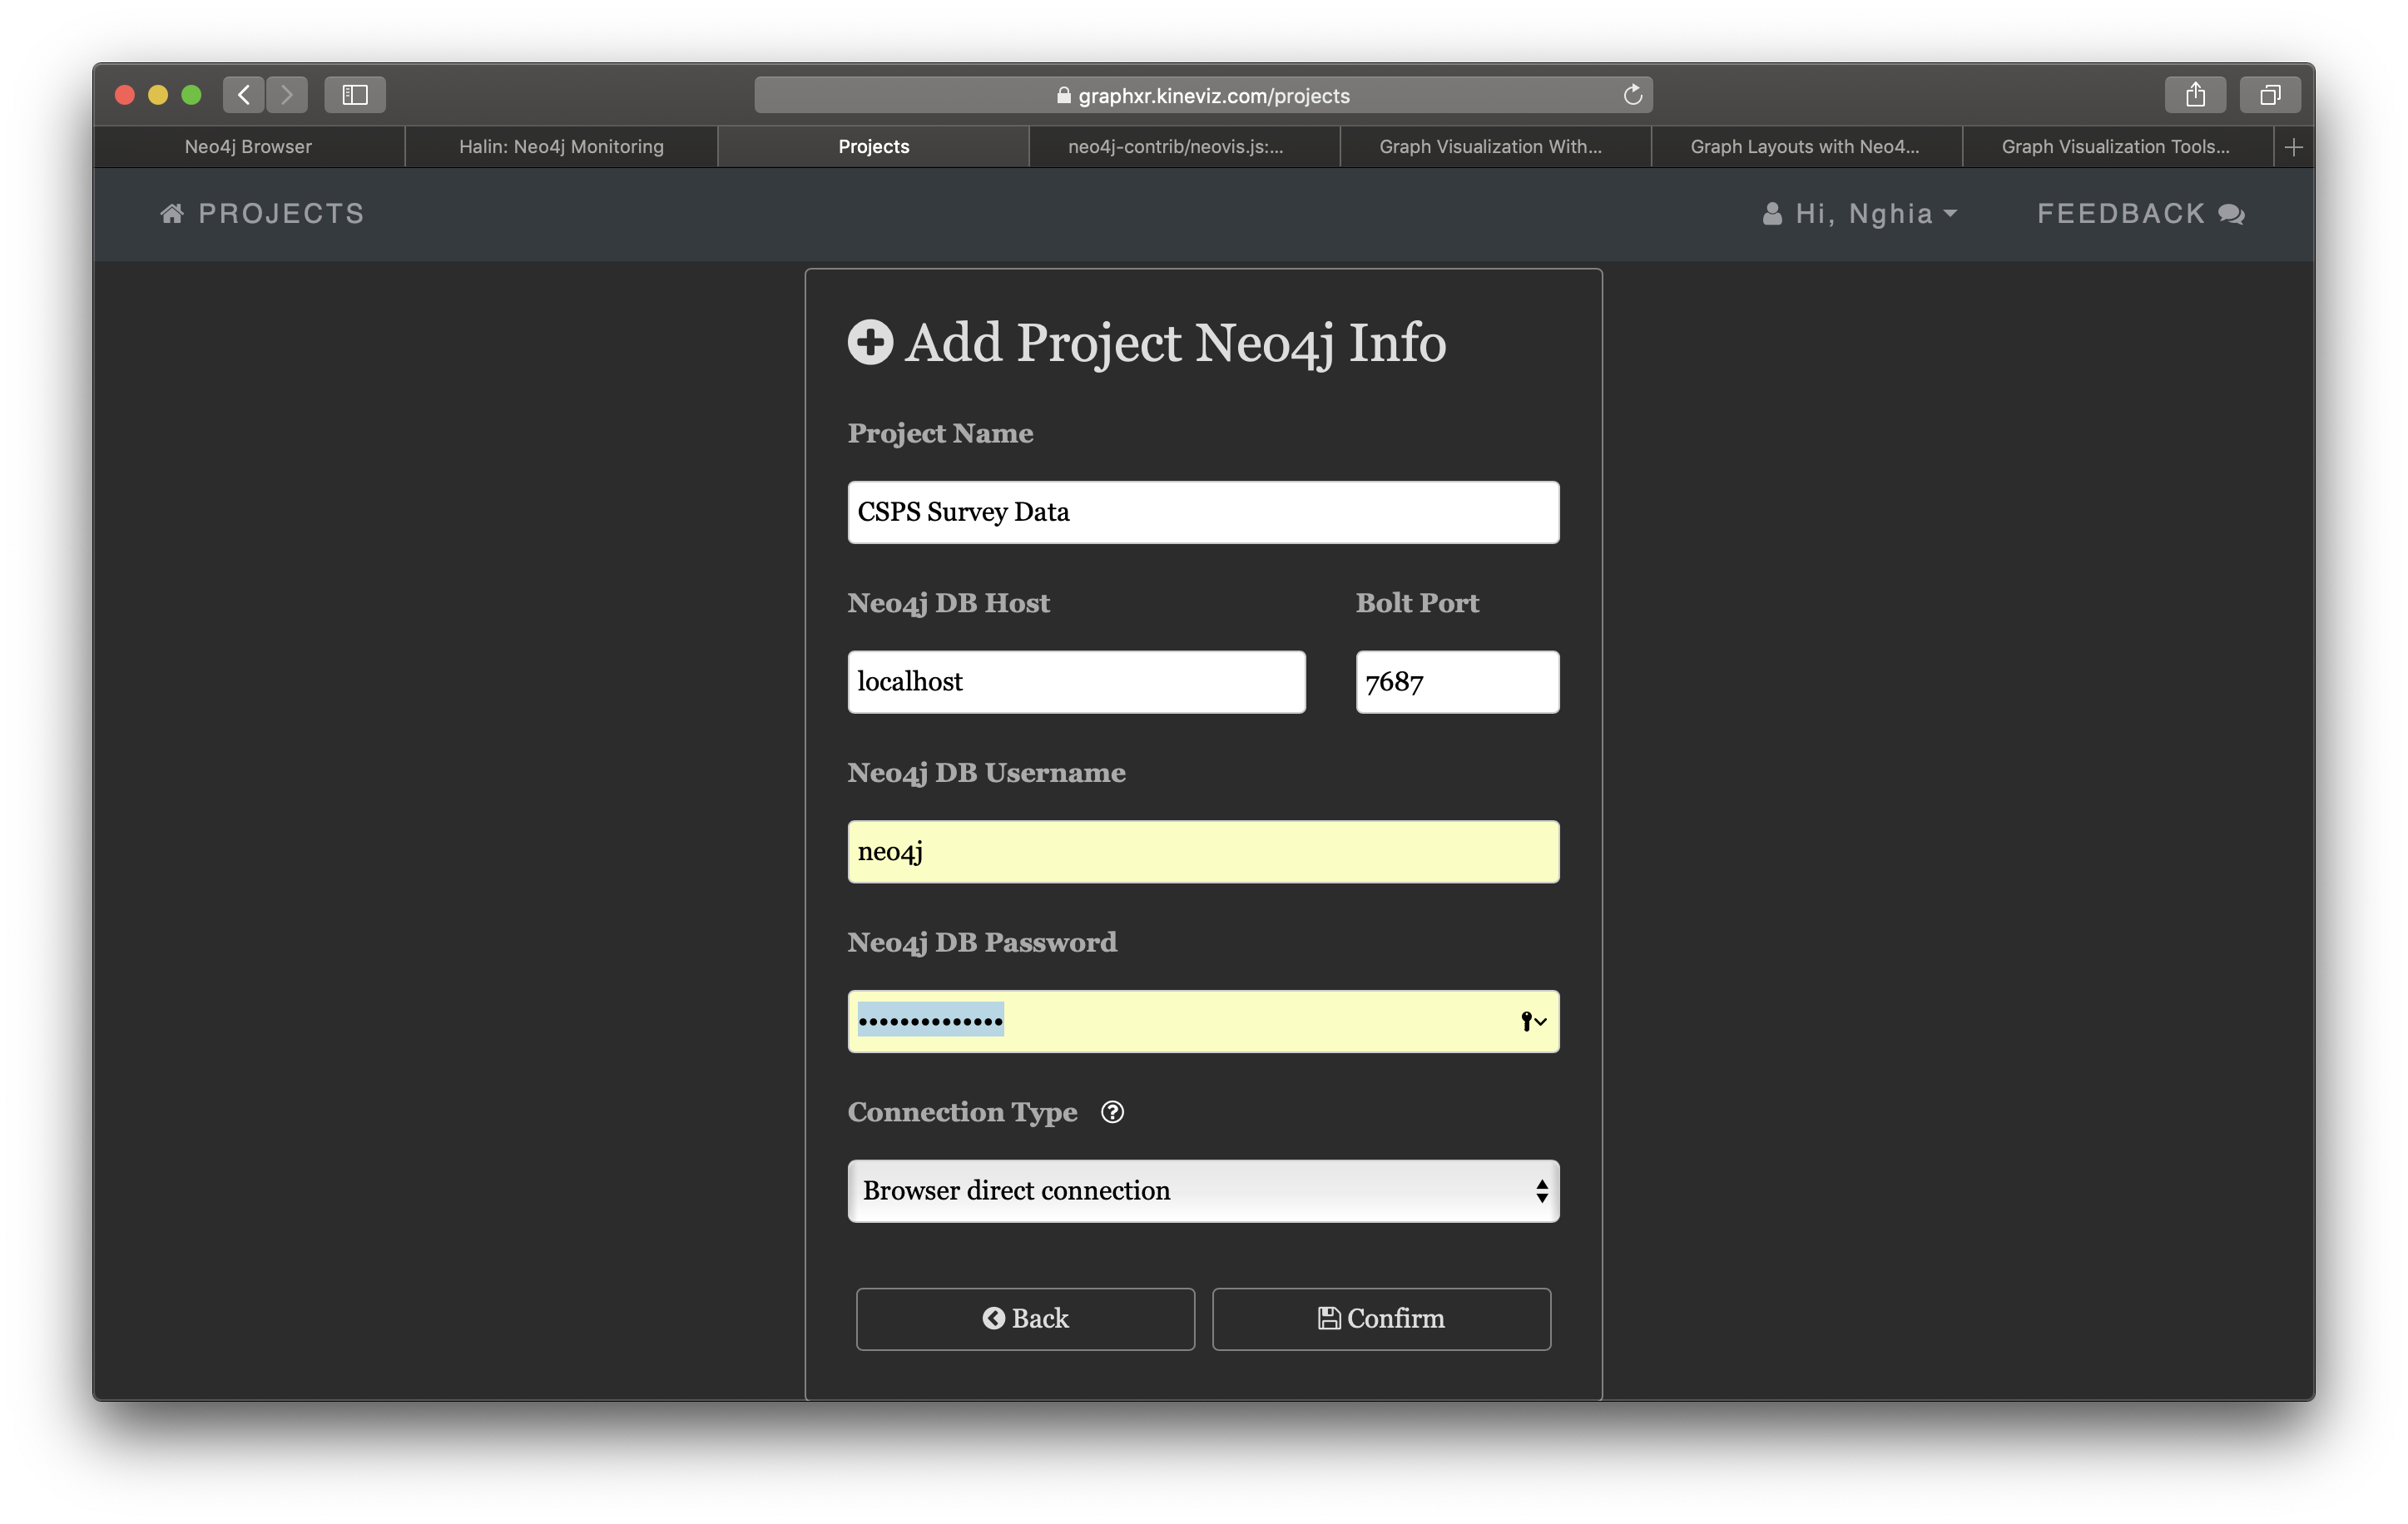 graphxr.kineviz.com/projects
Neo4j Browser
Halin: Neo4j Monitoring
Projects
neo4j-contrib/neovis.js:...
Graph Visualization With...
Graph Layouts with Neo4...
Graph Visualization Tools...
PROJECTS
Hi, Nghia
FEEDBACK
Add Project Neo4j Info
Project Name
CSPS Survey Data
Neo4j DB Host
Bolt Port
localhost
7687
Neo4j DB Username
neo4j
Neo4j DB Password
••••••••••••••
Connection Type
Browser direct connection
Back
Confirm